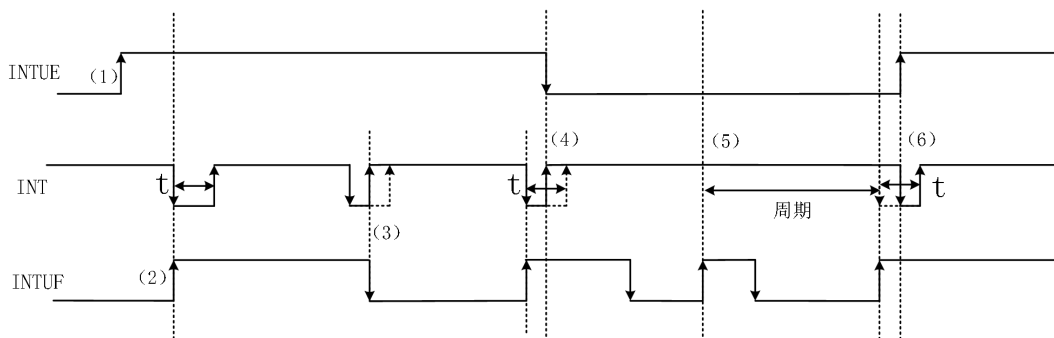 INTUE
(1)
INT
t
(3)
t
(4)
(5)
周期
(6)
t
INTUF
(2)